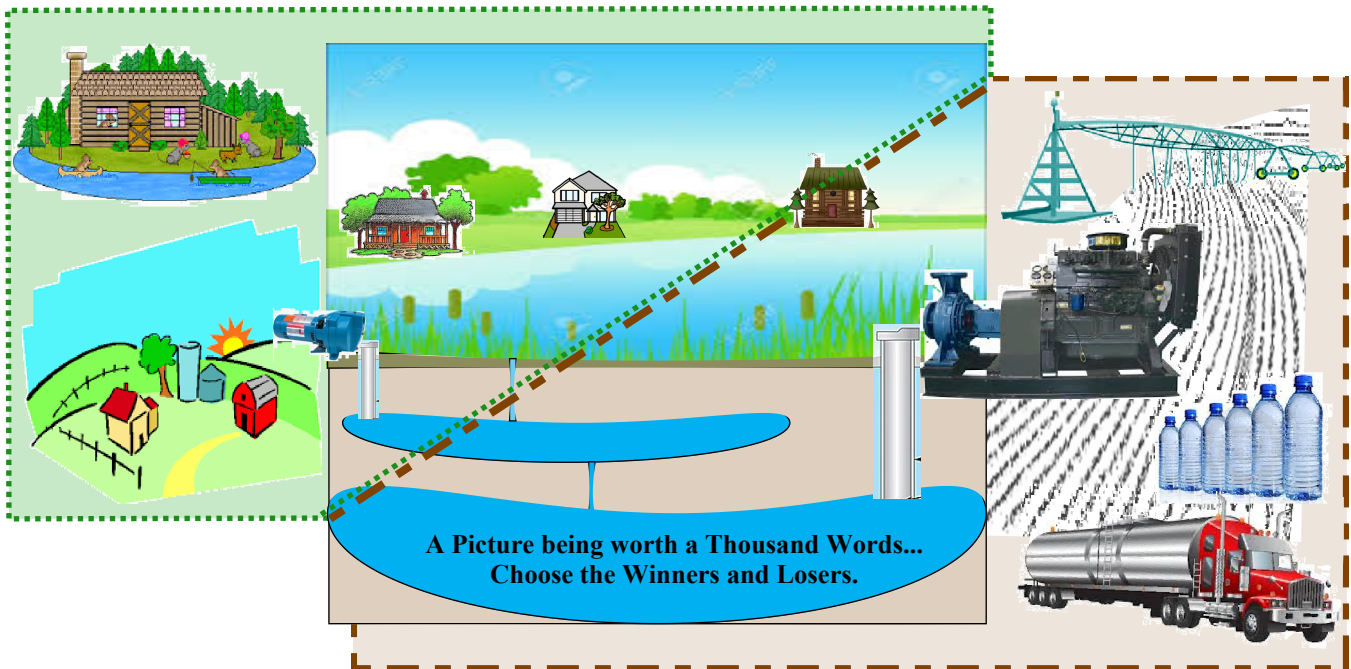 A Picture being worth a Thousand Words...
Choose the Winners and Losers.